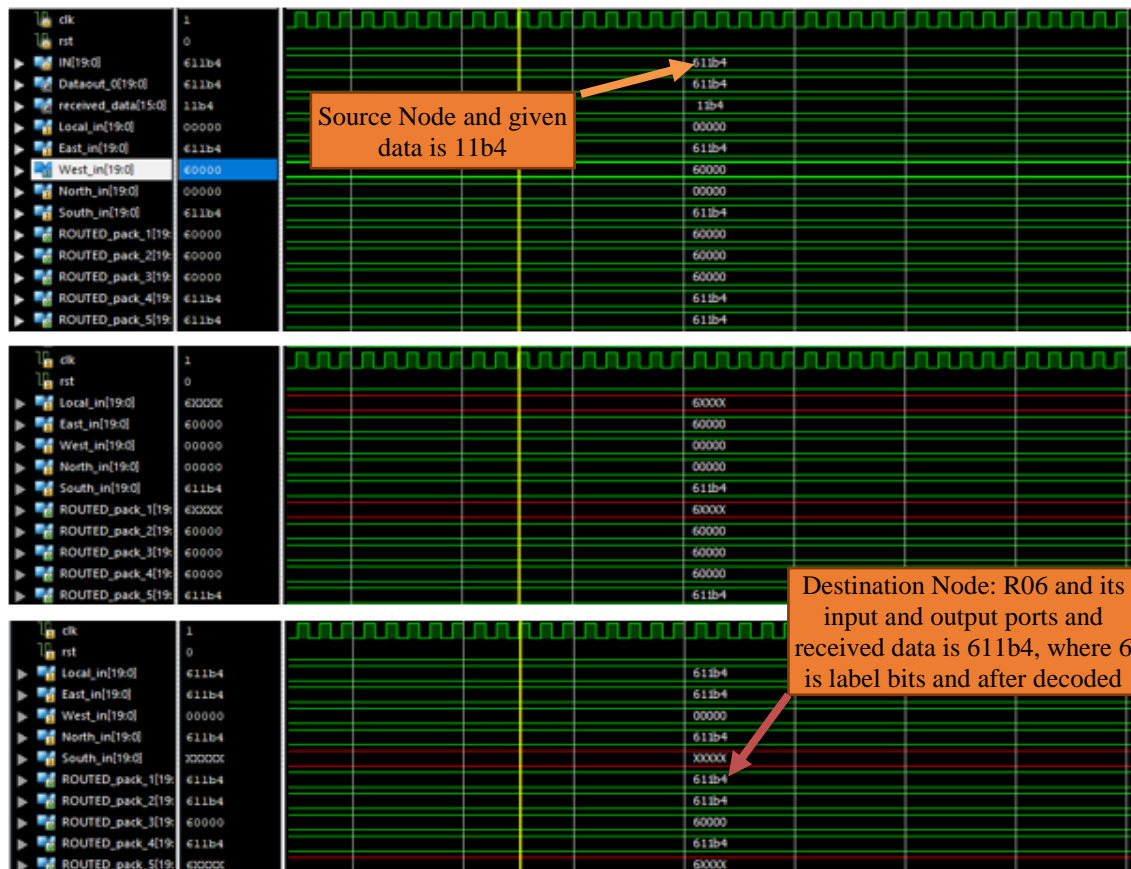 clk 1
rst 0
IN[19:0] 611b4 611b4
Dataout_0[19:0] 611b4 611b4
received_data[15:0] 11b4 11b4
Local_in[19:0] 00000 00000
East_in[19:0] 611b4 611b4
West_in[19:0] 60000 60000
North_in[19:0] 00000 00000
South_in[19:0] 611b4 611b4
ROUTED_pack_1[19: 60000 60000
ROUTED_pack_2[19: 60000 60000
ROUTED_pack_3[19: 60000 60000
ROUTED_pack_4[19: 611b4 611b4
ROUTED_pack_5[19: 611b4 611b4
Source Node and given
data is 11b4
clk 1
rst 0
Local_in[19:0] 6XXXX 6XXXX
East_in[19:0] 60000 60000
West_in[19:0] 00000 00000
North_in[19:0] 00000 00000
South_in[19:0] 611b4 611b4
ROUTED_pack_1[19: 6XXXX 6XXXX
ROUTED_pack_2[19: 60000 60000
ROUTED_pack_3[19: 60000 60000
ROUTED_pack_4[19: 60000 60000
ROUTED_pack_5[19: 611b4 611b4
Destination Node: R06 and its
input and output ports and
received data is 611b4, where 6
is label bits and after decoded
clk 1
rst 0
Local_in[19:0] 611b4 611b4
East_in[19:0] 611b4 611b4
West_in[19:0] 00000 00000
North_in[19:0] 611b4 611b4
South_in[19:0] XXXXX XXXXX
ROUTED_pack_1[19: 611b4 611b4
ROUTED_pack_2[19: 611b4 611b4
ROUTED_pack_3[19: 60000 60000
ROUTED_pack_4[19: 611b4 611b4
ROUTED_pack_5[19: 6XXXX 6XXXX